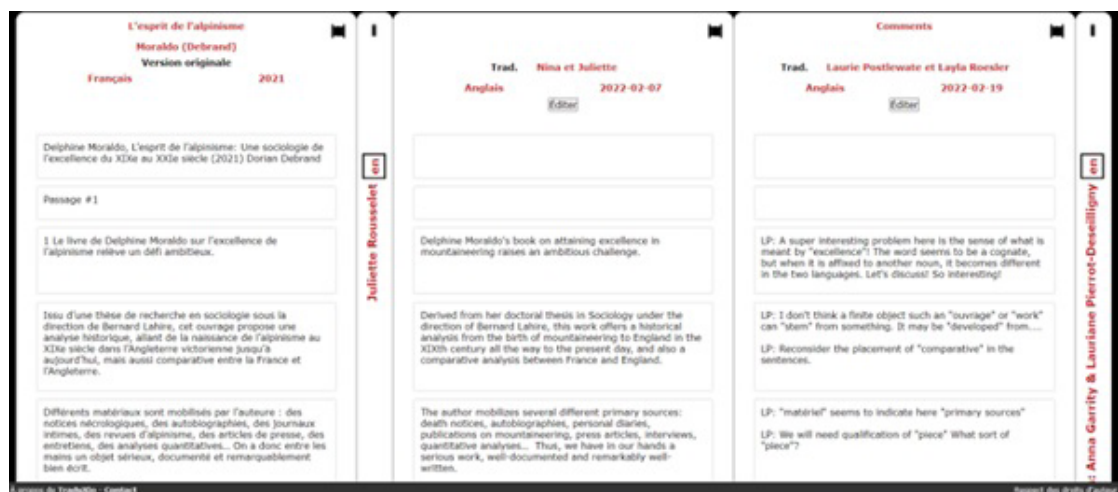 L'esprit de l'alpinisme
Moraldo (Debrand)
Version originale
Français 2021
Delphine Moraldo, L'esprit de l'alpinisme: Une sociologie de
l'excellence du XIXe au XXIe siècle (2021) Dorian Debrand
Passage #1
1 Le livre de Delphine Moraldo sur l'excellence de
l'alpinisme relève un défi ambitieux.
Issu d'une thèse de recherche en sociologie sous la
direction de Bernard Lahire, cet ouvrage propose une
analyse historique, allant de la naissance de l'alpinisme au
XIXe siècle dans l'Angleterre victorienne jusqu'à
aujourd'hui, mais aussi comparative entre la France et
l'Angleterre.
Différents matériaux sont mobilisés par l'auteure : des
notices nécrologiques, des autobiographies, des journaux
intimes, des revues d'alpinisme, des articles de presse, des
entretiens, des analyses quantitatives... On a donc entre les
mains un objet sérieux, documenté et remarquablement
bien écrit.
Juliette Rousselet en
Trad. Nina et Juliette
Anglais 2022-02-07
Éditer
Delphine Moraldo's book on attaining excellence in
mountaineering raises an ambitious challenge.
Derived from her doctoral thesis in Sociology under the
direction of Bernard Lahire, this work offers a historical
analysis from the birth of mountaineering to England in the
XIXth century all the way to the present day, and also a
comparative analysis between France and England.
The author mobilizes several different primary sources:
death notices, autobiographies, personal diaries,
publications on mountaineering, press articles, interviews,
quantitative analyses... Thus, we have in our hands a
serious work, well-documented and remarkably well-
written.
Comments
Trad. Laurie Postlewate et Layla Roesler
Anglais 2022-02-19
Éditer
LP: A super interesting problem here is the sense of what is
meant by "excellence"! The word seems to be a cognate,
but when it is affixed to another noun, it becomes different
in the two languages. Let's discuss! So interesting!
LP: I don't think a finite object such an "ouvrage" or "work"
can "stem" from something. It may be "developed" from....
LP: Reconsider the placement of "comparative" in the
sentences.
LP: "matériel" seems to indicate here "primary sources"
LP: We will need qualification of "piece" What sort of
"piece"?
: Anna Garrity & Lauriane Pierrot-Deseilligny en
À propos de TraduXio - Contact
Respect des droits d'auteur